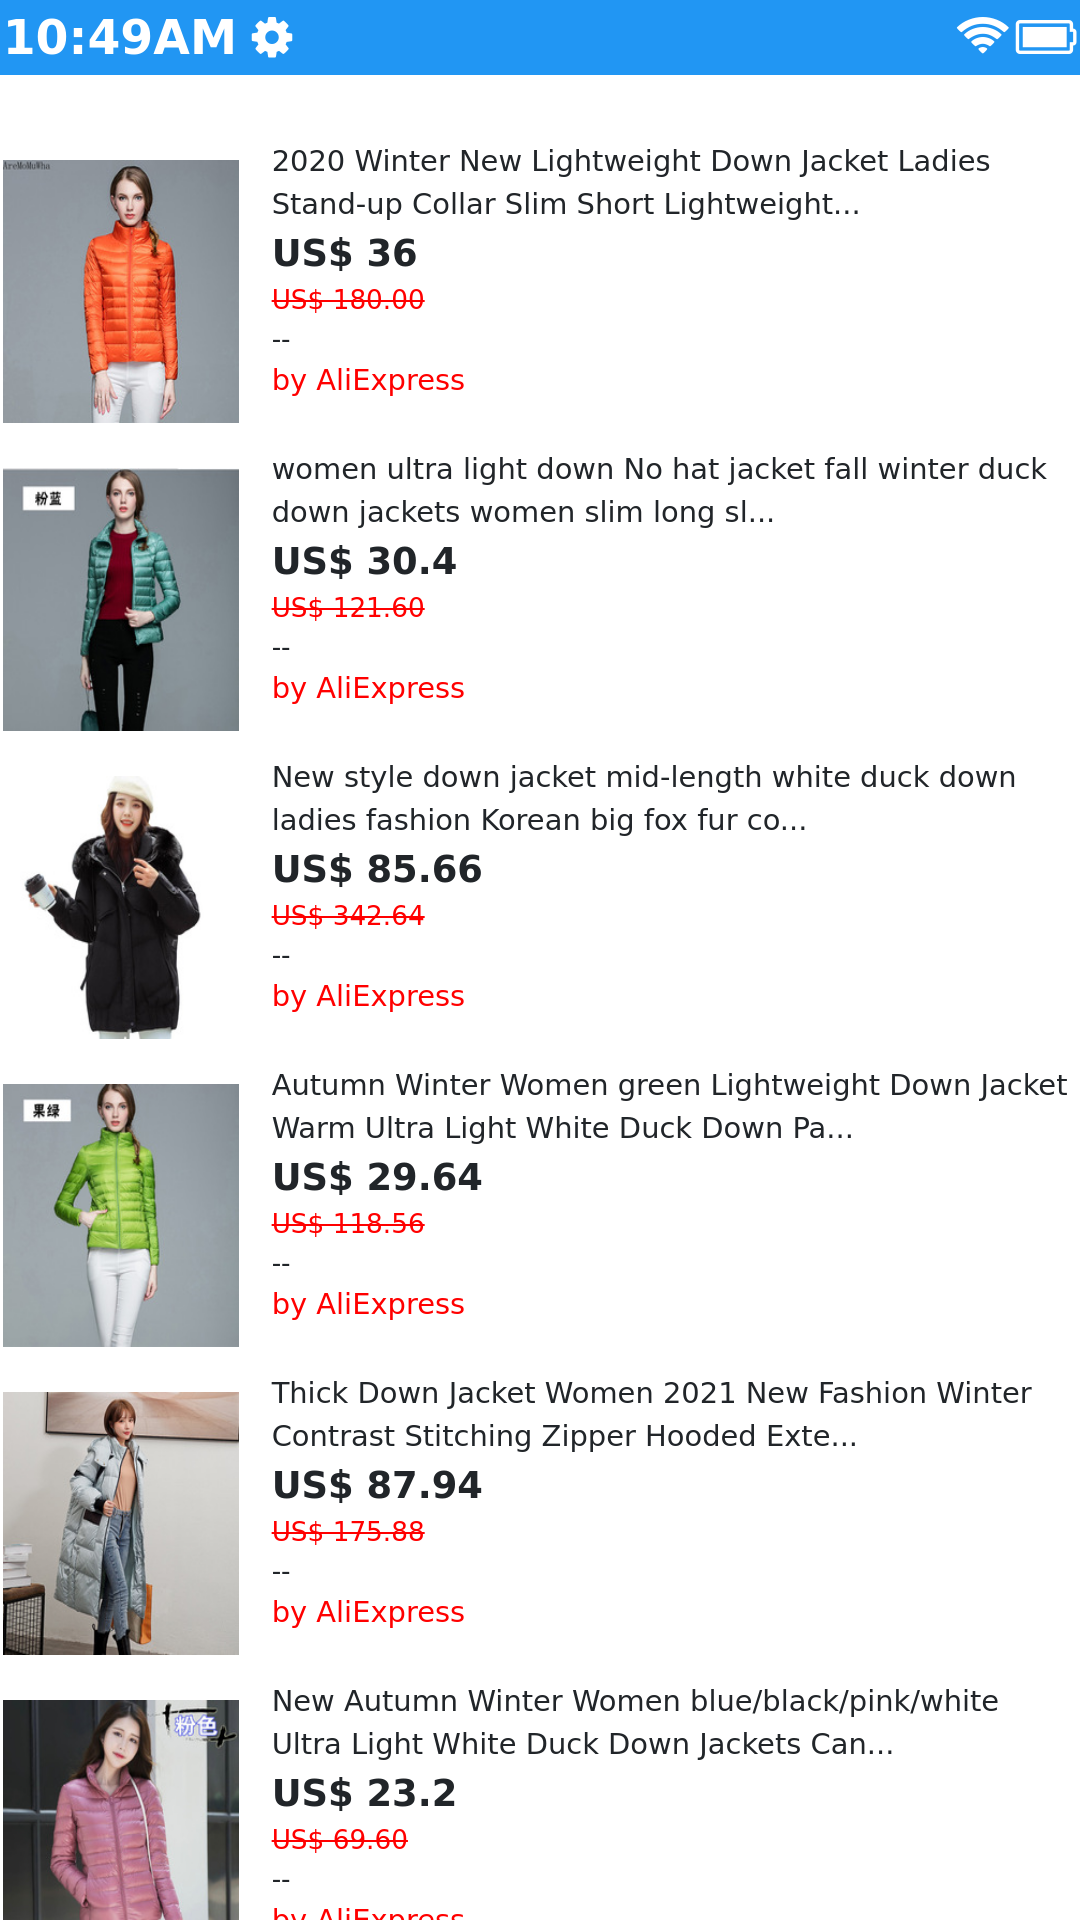 10:49AM
AreMoMuWha
2020 Winter New Lightweight Down Jacket Ladies
Stand-up Collar Slim Short Lightweight...
US$ 36
US$ 180.00
--
by AliExpress
粉蓝
women ultra light down No hat jacket fall winter duck
down jackets women slim long sl...
US$ 30.4
US$ 121.60
--
by AliExpress
New style down jacket mid-length white duck down
ladies fashion Korean big fox fur co...
US$ 85.66
US$ 342.64
--
by AliExpress
果绿
Autumn Winter Women green Lightweight Down Jacket
Warm Ultra Light White Duck Down Pa...
US$ 29.64
US$ 118.56
--
by AliExpress
Thick Down Jacket Women 2021 New Fashion Winter
Contrast Stitching Zipper Hooded Exte...
US$ 87.94
US$ 175.88
--
by AliExpress
粉色
New Autumn Winter Women blue/black/pink/white
Ultra Light White Duck Down Jackets Can...
US$ 23.2
US$ 69.60
--
by AliExpress